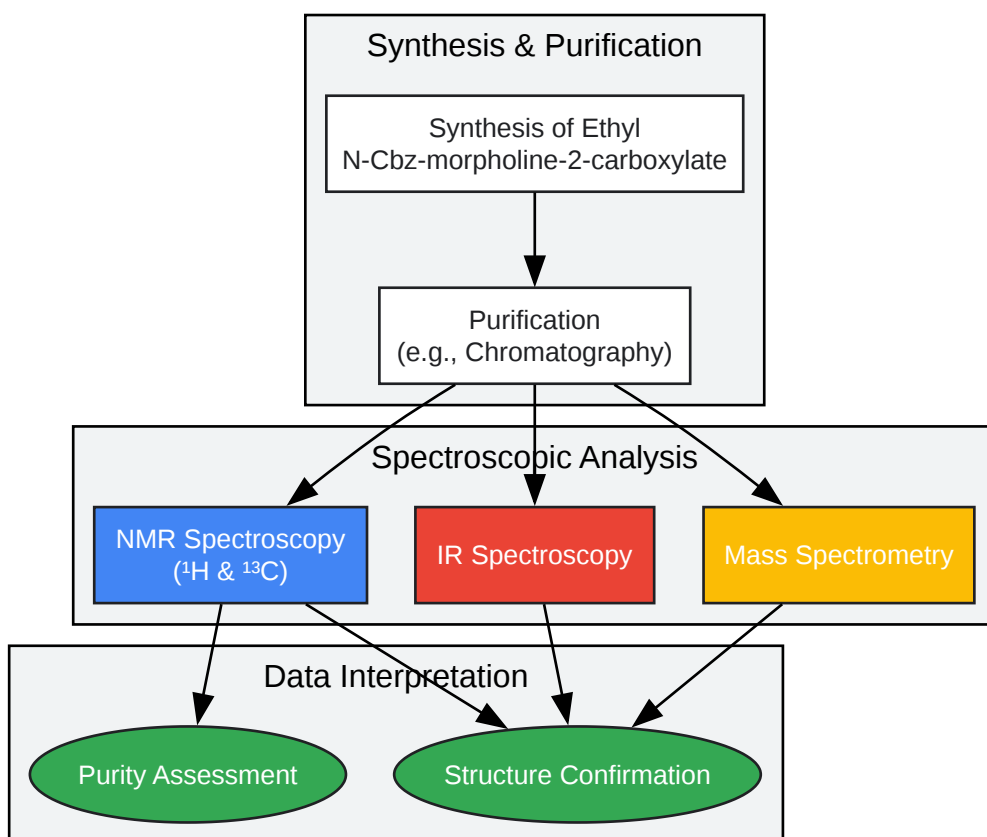 Synthesis & Purification
Synthesis of Ethyl
N-Cbz-morpholine-2-carboxylate
Purification
(e.g., Chromatography)
Spectroscopic Analysis
NMR Spectroscopy
(¹H & ¹³C)
IR Spectroscopy
Mass Spectrometry
Data Interpretation
Purity Assessment
Structure Confirmation